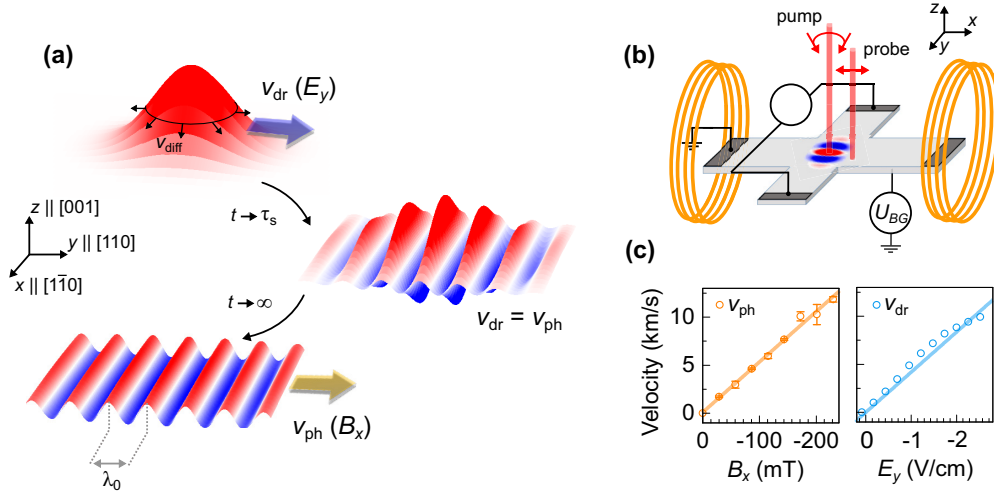 (a)
v_dr (E_y)
v_diff
t → τ_s
z || [001]
y || [110]
x || [11̄0]
v_dr = v_ph
t → ∞
v_ph (B_x)
λ_0
(b)
pump
probe
z
x
y
U_BG
(c)
Velocity (km/s)
10
5
0
v_ph
v_dr
0 -100 -200
B_x (mT)
0 -1 -2
E_y (V/cm)